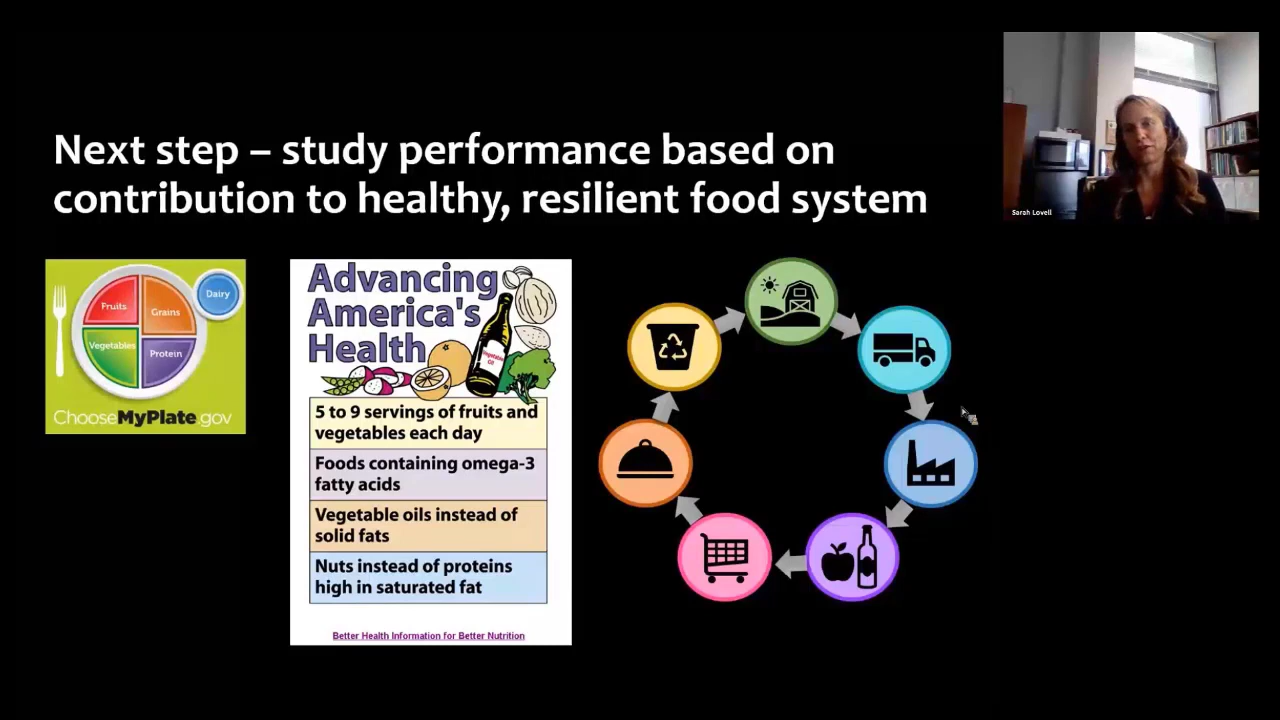 Next step – study performance based on
contribution to healthy, resilient food system
Sarah Lovell
Fruits
Grains
Dairy
Vegetables
Protein
ChooseMyPlate.gov
Advancing
America's
Health
Vegetable
Oil
5 to 9 servings of fruits and
vegetables each day
Foods containing omega-3
fatty acids
Vegetable oils instead of
solid fats
Nuts instead of proteins
high in saturated fat
Better Health Information for Better Nutrition